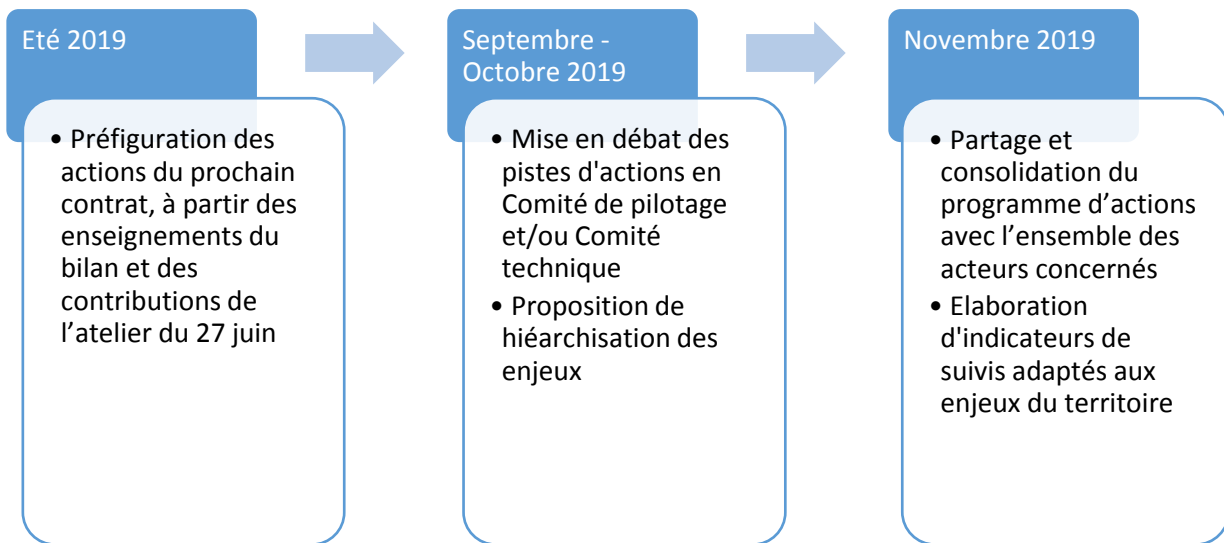 Eté 2019
• Préfiguration des
actions du prochain
contrat, à partir des
enseignements du
bilan et des
contributions de
l’atelier du 27 juin
Septembre -
Octobre 2019
• Mise en débat des
pistes d'actions en
Comité de pilotage
et/ou Comité
technique
• Proposition de
hiéarchisation des
enjeux
Novembre 2019
• Partage et
consolidation du
programme d’actions
avec l’ensemble des
acteurs concernés
• Elaboration
d'indicateurs de
suivis adaptés aux
enjeux du territoire